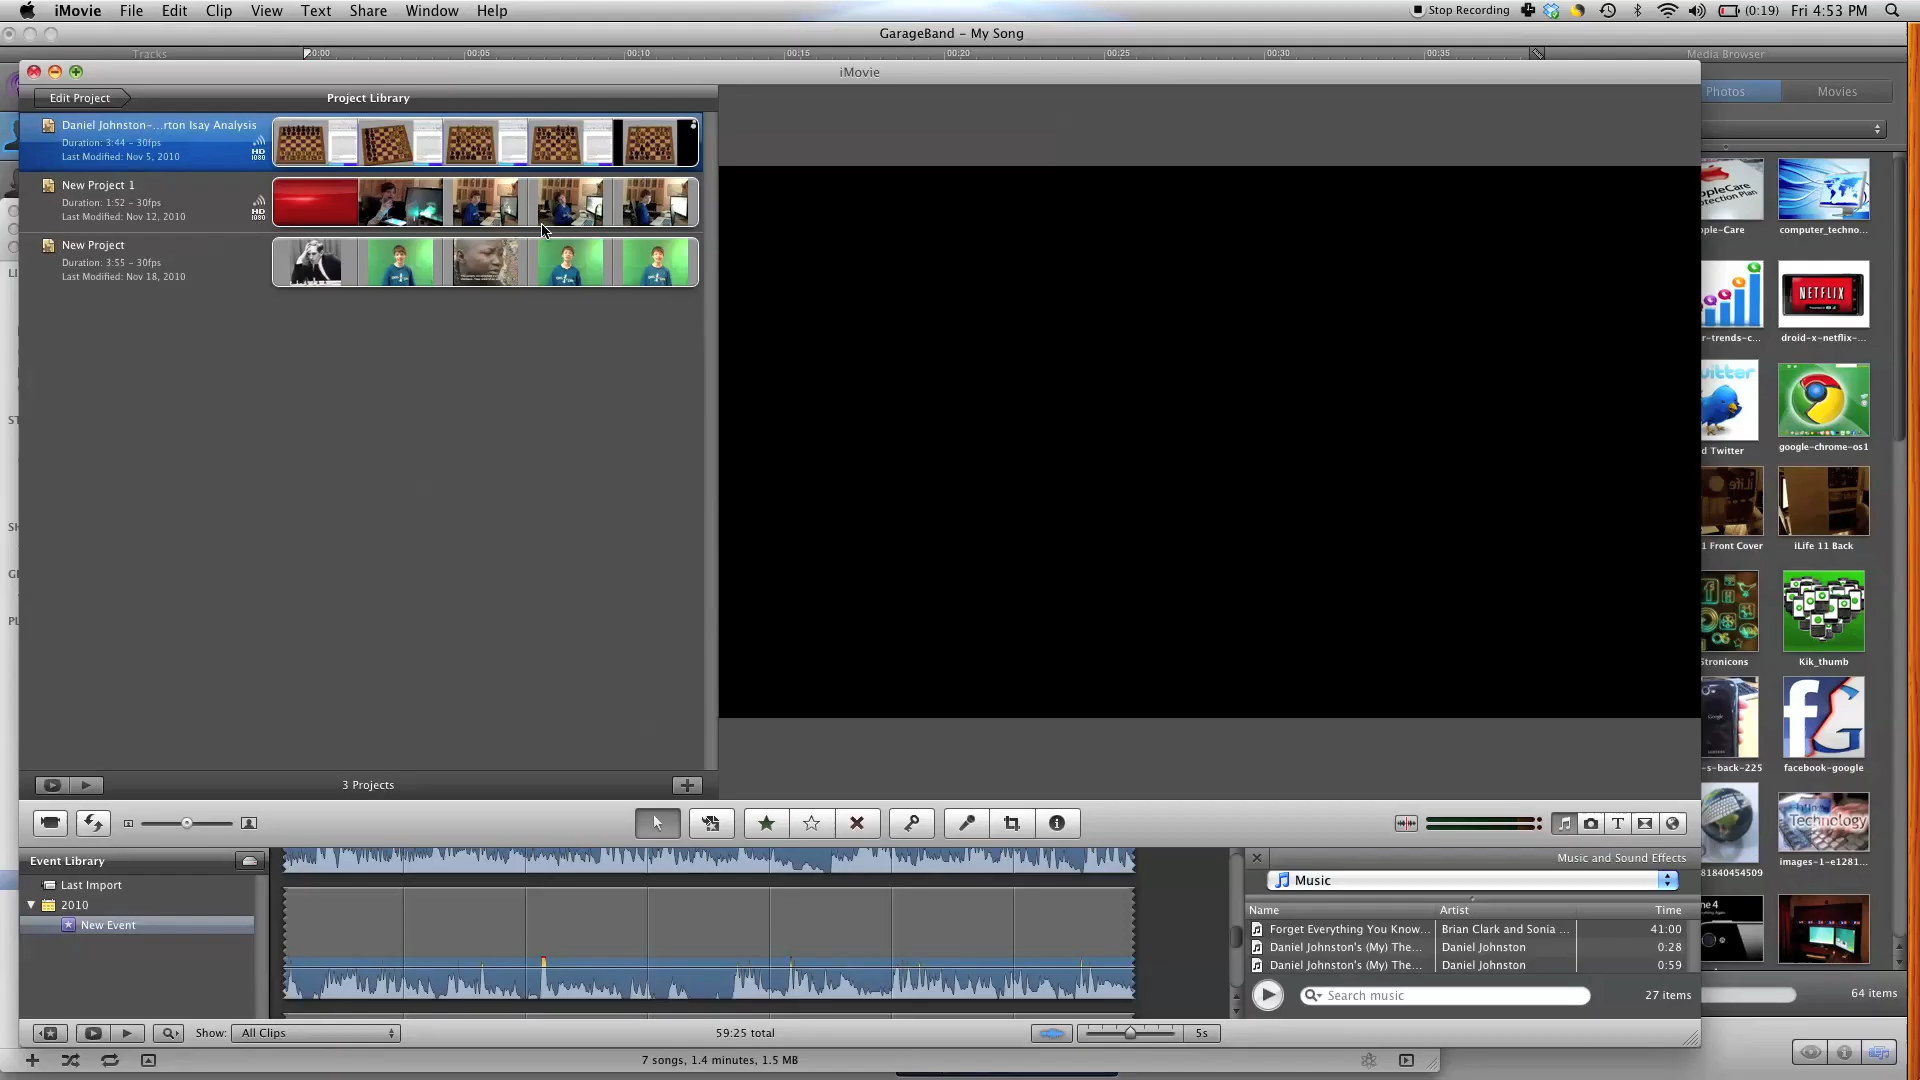 iMovie File Edit Clip View Text Share Window Help
Stop Recording (0:19) Fri 4:53 PM
GarageBand - My Song
Tracks 0:00 00:05 00:10 00:15 00:20 00:25 00:30 00:35 Media Browser
iMovie
Photos Movies
Edit Project Project Library
Daniel Johnston-...rton Isay Analysis
Duration: 3:44 - 30fps
Last Modified: Nov 5, 2010
HD
1080
New Project 1
Duration: 1:52 - 30fps
Last Modified: Nov 12, 2010
HD
1080
New Project
Duration: 3:55 - 30fps
Last Modified: Nov 18, 2010
3 Projects
ople-Care computer_techno...
NETFLIX
r-trends-c... droid-x-netflix-...
d Twitter google-chrome-os1
1 Front Cover iLife 11 Back
Stronicons Kik_thumb
s-back-225 facebook-google
Technology
81840454509 images-1-e1281...
64 items
Event Library
Last Import
2010
New Event
Music and Sound Effects
Music
Name Artist Time
Forget Everything You Know... Brian Clark and Sonia ... 41:00
Daniel Johnston's (My) The... Daniel Johnston 0:28
Daniel Johnston's (My) The... Daniel Johnston 0:59
Search music 27 items
Show: All Clips 59:25 total 5s
7 songs, 1.4 minutes, 1.5 MB